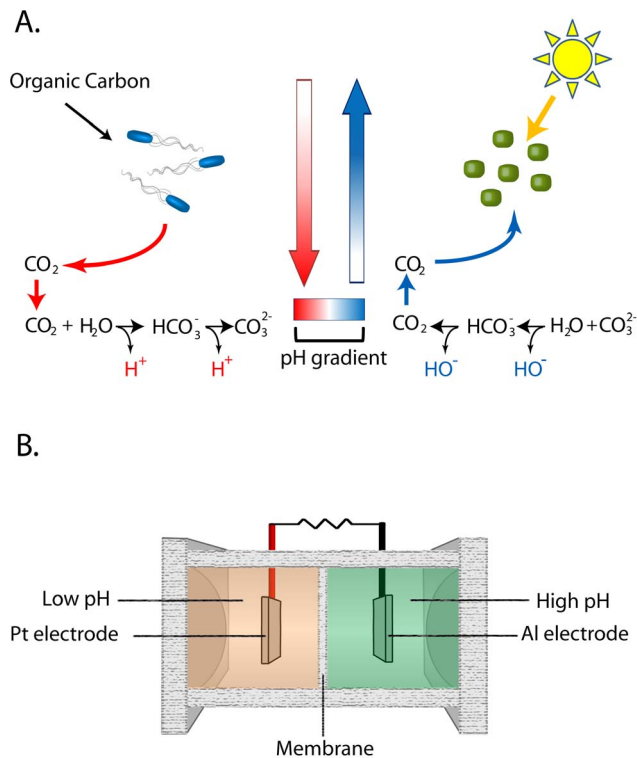 A.
Organic Carbon
CO₂ CO₂
CO₂ + H₂O HCO₃⁻ CO₃²⁻ CO₂ HCO₃⁻ H₂O + CO₃²⁻
pH gradient
H⁺ H⁺ HO⁻ HO⁻
B.
Low pH High pH
Pt electrode Al electrode
Membrane